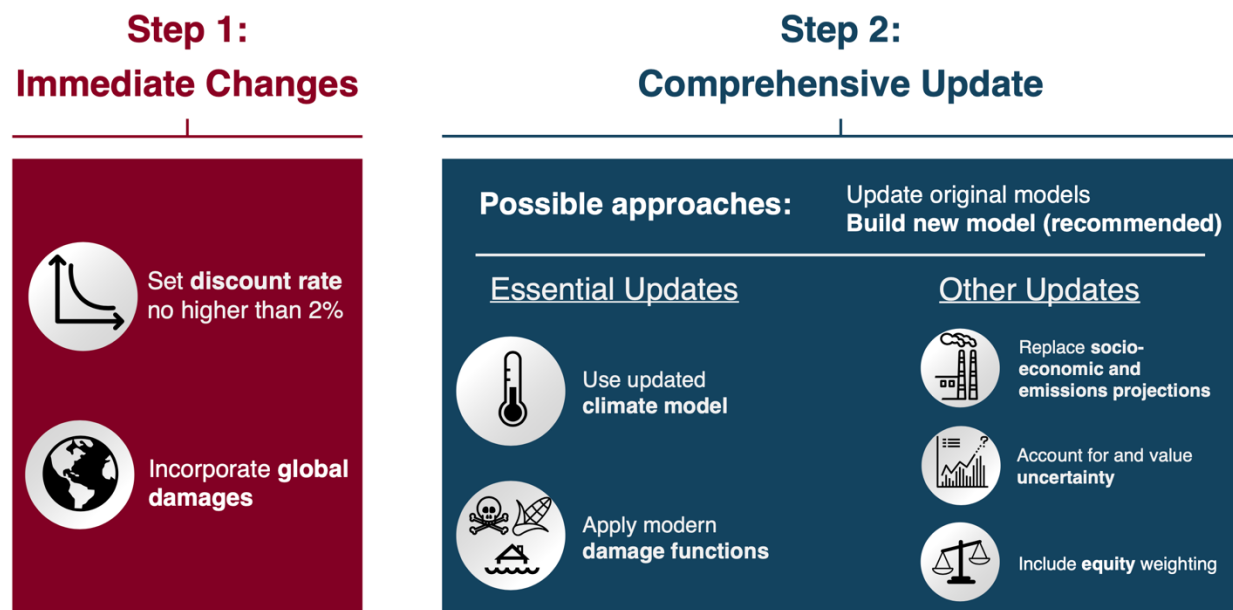 Step 1:
Immediate Changes
Set discount rate
no higher than 2%
Incorporate global
damages
Step 2:
Comprehensive Update
Possible approaches:
Update original models
Build new model (recommended)
Essential Updates
Use updated
climate model
Apply modern
damage functions
Other Updates
Replace socio-
economic and
emissions projections
?
Account for and value
uncertainty
Include equity weighting